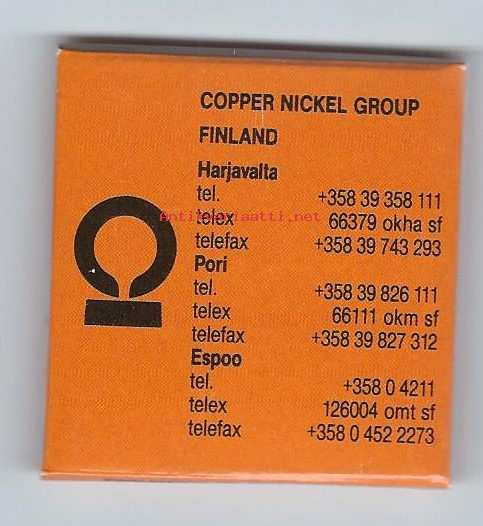 COPPER NICKEL GROUP
FINLAND
Harjavalta
tel. +358 39 358 111
telex 66379 okha sf
telefax +358 39 743 293
Pori
tel. +358 39 826 111
telex 66111 okm sf
telefax +358 39 827 312
Espoo
tel. +358 0 4211
telex 126004 omt sf
telefax +358 0 452 2273